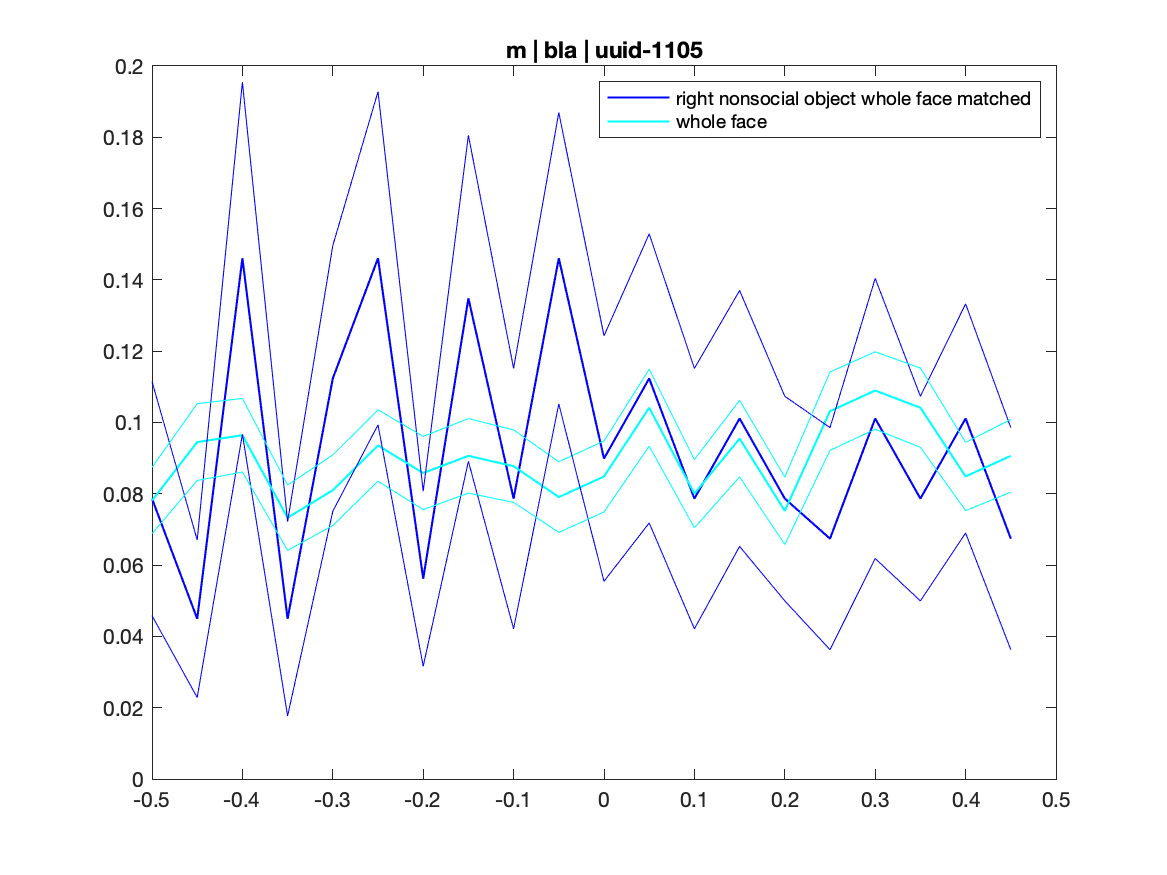 m | bla | uuid-1105
right nonsocial object whole face matched
whole face
0.2
0.18
0.16
0.14
0.12
0.1
0.08
0.06
0.04
0.02
0
-0.5 -0.4 -0.3 -0.2 -0.1 0 0.1 0.2 0.3 0.4 0.5